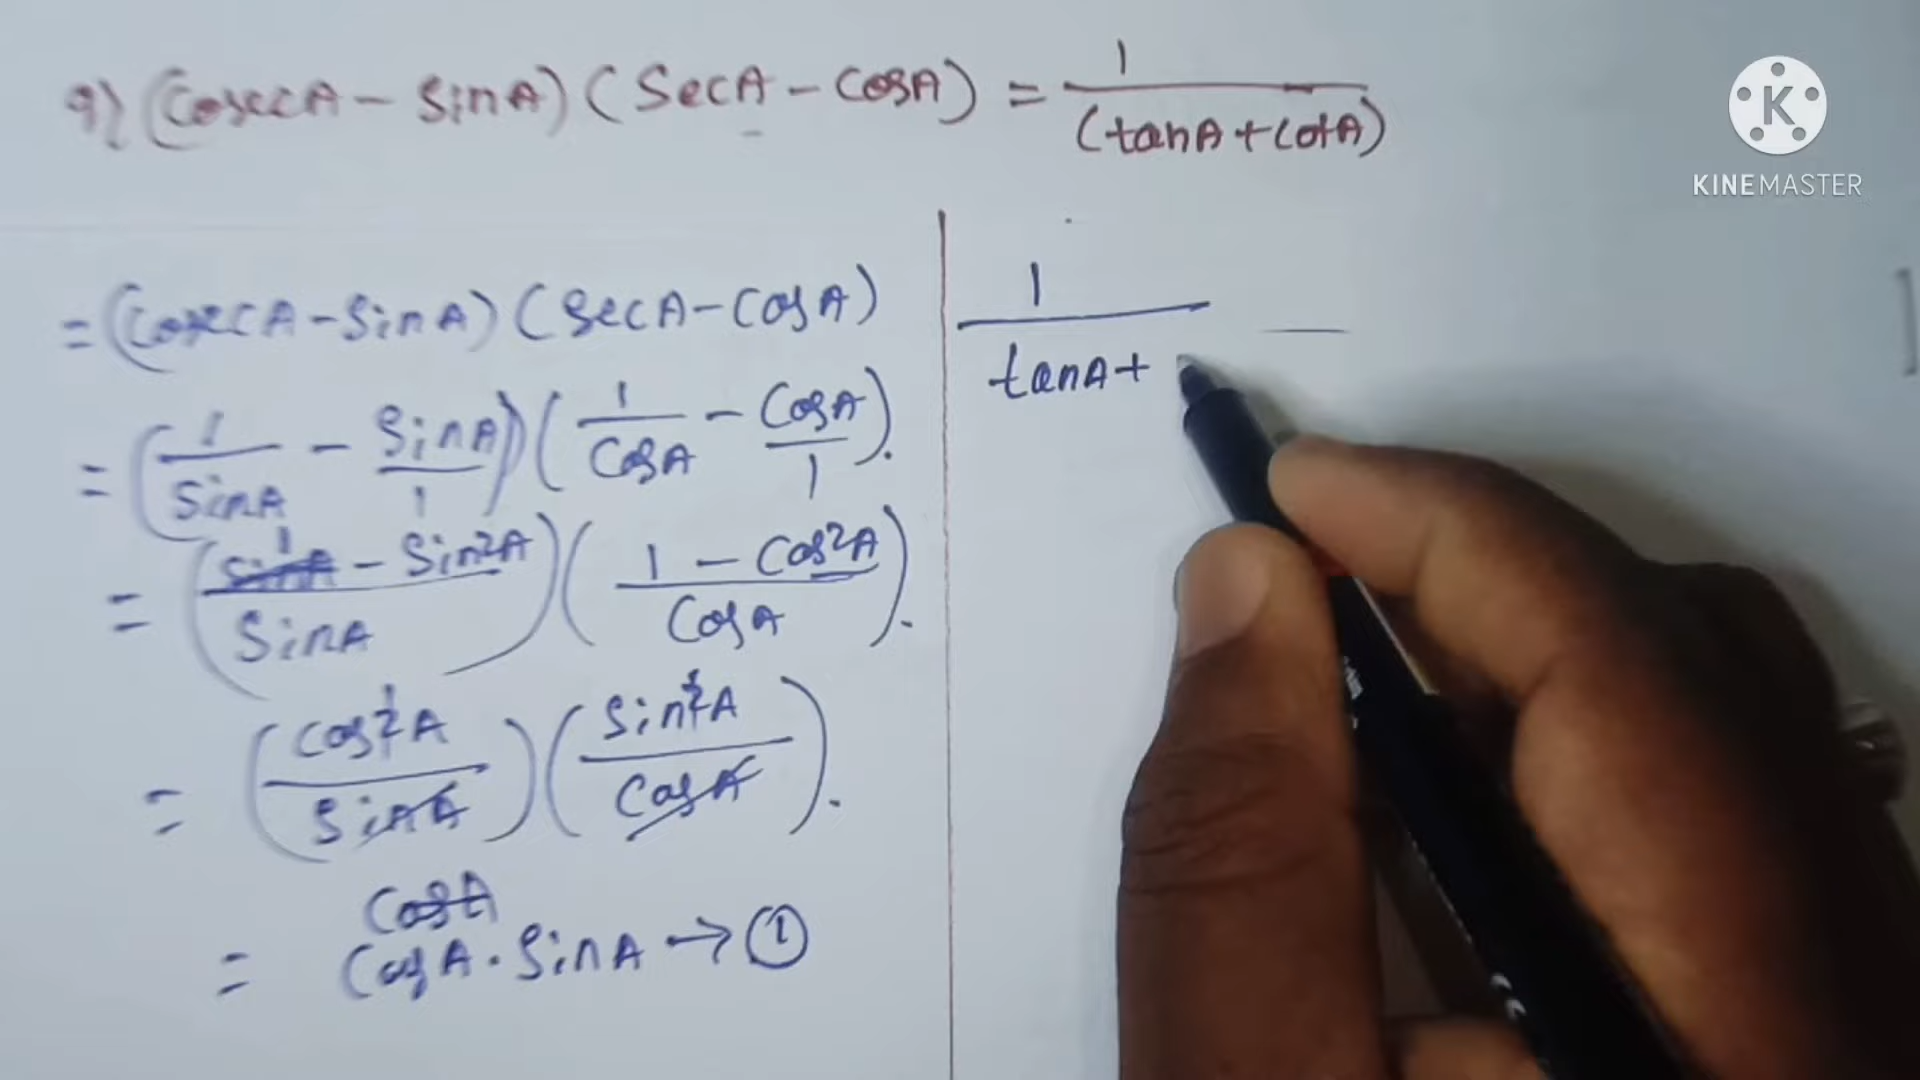 9) (CosecA - SinA) (SecA - CosA) = 1/(tanA + CotA)
K
KINEMASTER
= (CosecA - SinA) (SecA - CosA)
= (1/SinA - SinA/1) (1/CosA - CosA/1).
= (1 - Sin²A/SinA) (1 - Cos²A/CosA).
= (Cos²A/SinA) (Sin²A/CosA).
CosA
= CosA . SinA → ①
1/tanA +